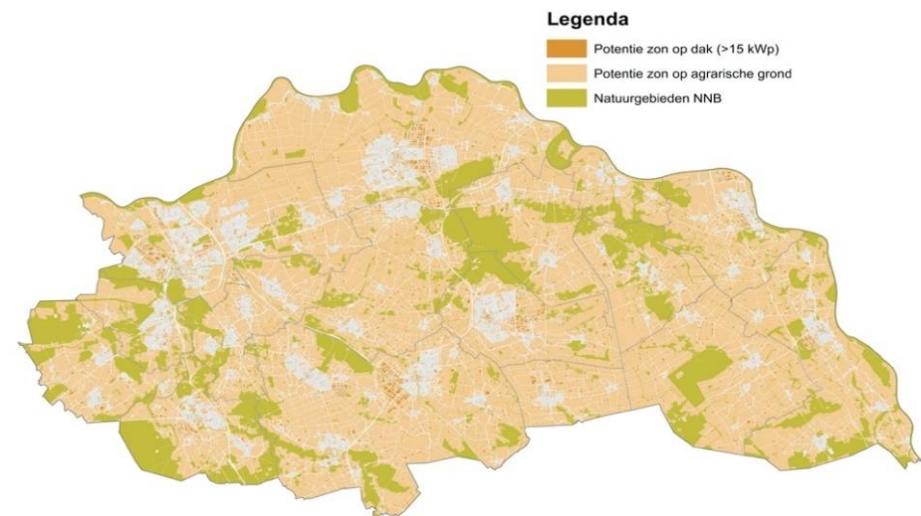 Legenda
Potentie zon op dak (>15 kWp)
Potentie zon op agrarische grond
Natuurgebieden NNB